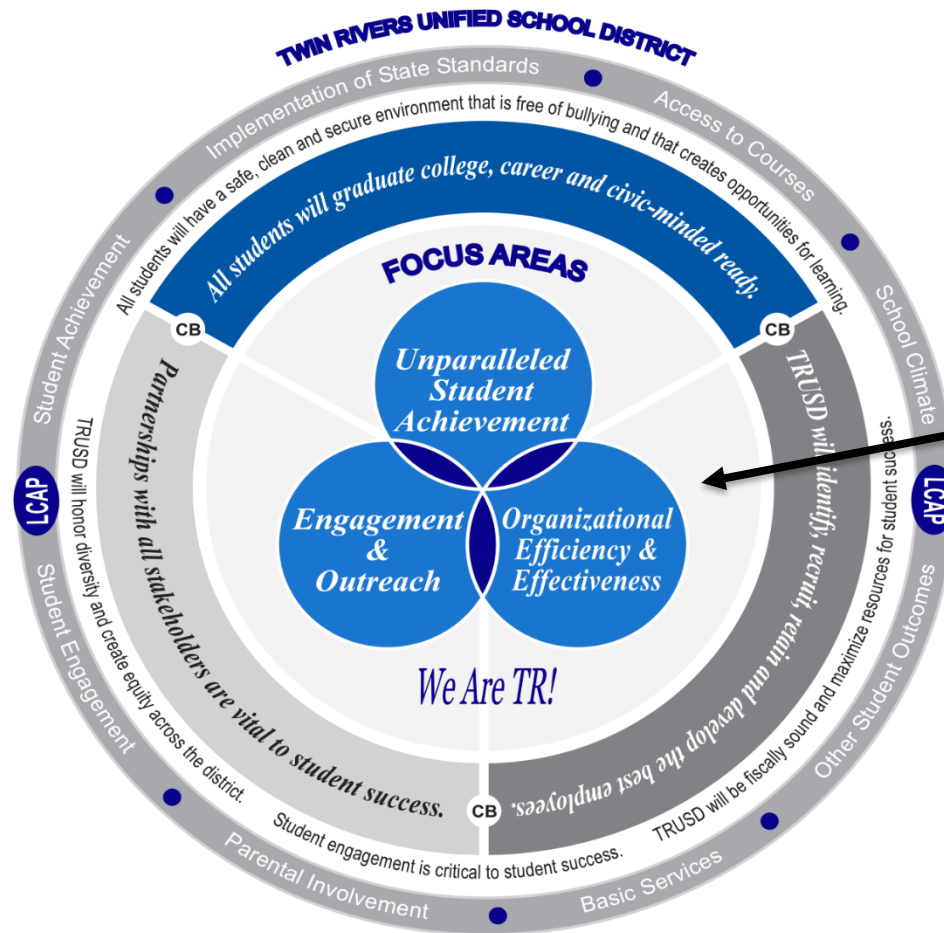 TWIN RIVERS UNIFIED SCHOOL DISTRICT
Implementation of State Standards
Access to Courses
School Climate
LCAP
Other Student Outcomes
Basic Services
Parental Involvement
Student Engagement
LCAP
Student Achievement
All students will have a safe, clean and secure environment that is free of bullying and that creates opportunities for learning.
TRUSD will be fiscally sound and maximize resources for student success.
Student engagement is critical to student success.
TRUSD will honor diversity and create equity across the district.
All students will graduate college, career and civic-minded ready.
CB
TRUSD will identify, recruit, retain and develop the best employees.
CB
Partnerships with all stakeholders are vital to student success.
CB
FOCUS AREAS
Unparalleled
Student
Achievement
Engagement
&
Outreach
Organizational
Efficiency &
Effectiveness
We Are TR!